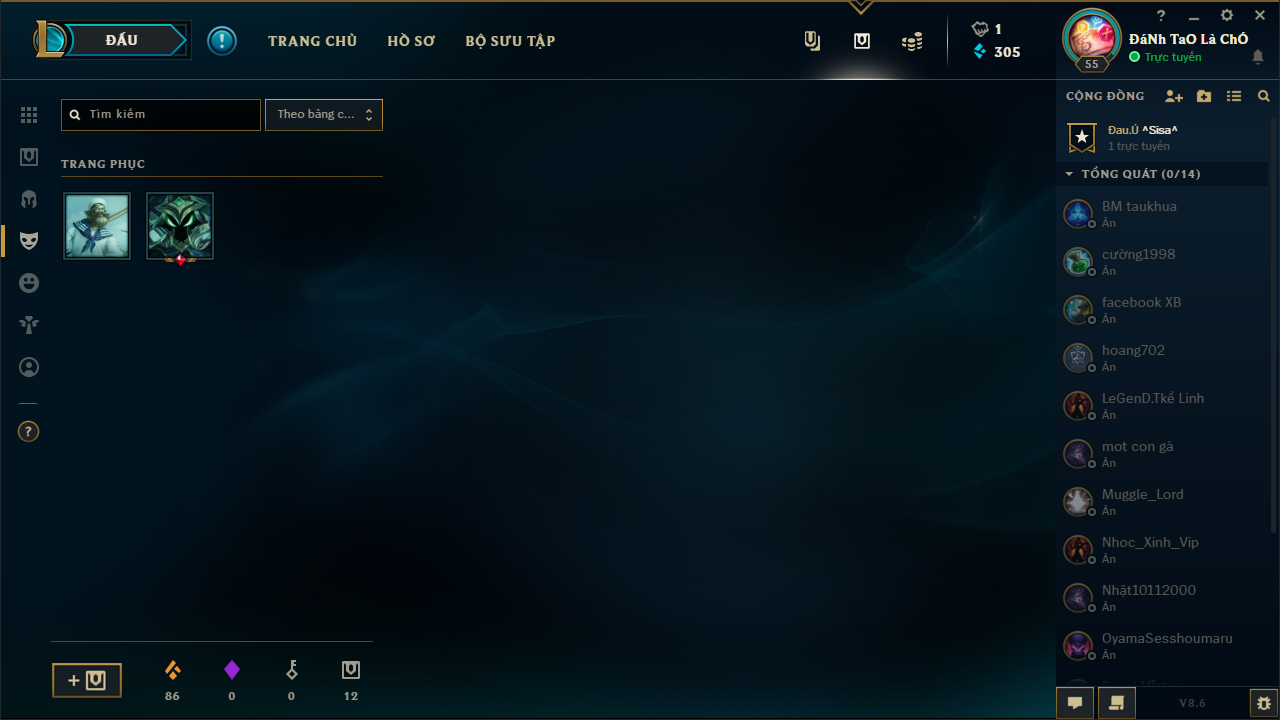 ĐẤU
TRANG CHỦ
HỒ SƠ
BỘ SƯU TẬP
1
305
?
ĐáNh TaO Là ChÓ
Trực tuyến
55
Tìm kiếm
Theo bảng c...
TRANG PHỤC
?
86
0
0
12
CỘNG ĐỒNG
Đau.Ủ ^Sisa^
1 trực tuyến
TỔNG QUÁT (0/14)
BM taukhua
Ẩn
cường1998
Ẩn
facebook XB
Ẩn
hoang702
Ẩn
LeGenD.Tkể Linh
Ẩn
mot con gà
Ẩn
Muggle_Lord
Ẩn
Nhoc_Xinh_Vip
Ẩn
Nhật10112000
Ẩn
OyamaSesshoumaru
Ẩn
V8.6